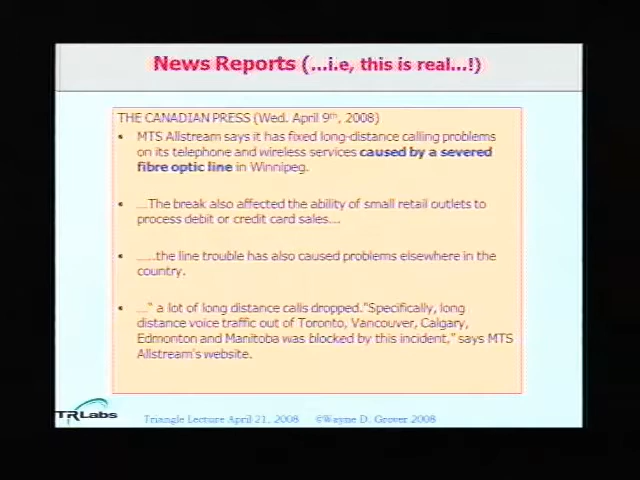 News Reports (...i.e, this is real...!)
THE CANADIAN PRESS (Wed. April 9th, 2008)
• MTS Allstream says it has fixed long-distance calling problems
on its telephone and wireless services caused by a severed
fibre optic line in Winnipeg.
• ...The break also affected the ability of small retail outlets to
process debit or credit card sales...
• .....the line trouble has also caused problems elsewhere in the
country.
• ..." a lot of long distance calls dropped."Specifically, long
distance voice traffic out of Toronto, Vancouver, Calgary,
Edmonton and Manitoba was blocked by this incident," says MTS
Allstream's website.
TRLabs
Triangle Lecture April 21, 2008 ©Wayne D. Grover 2008